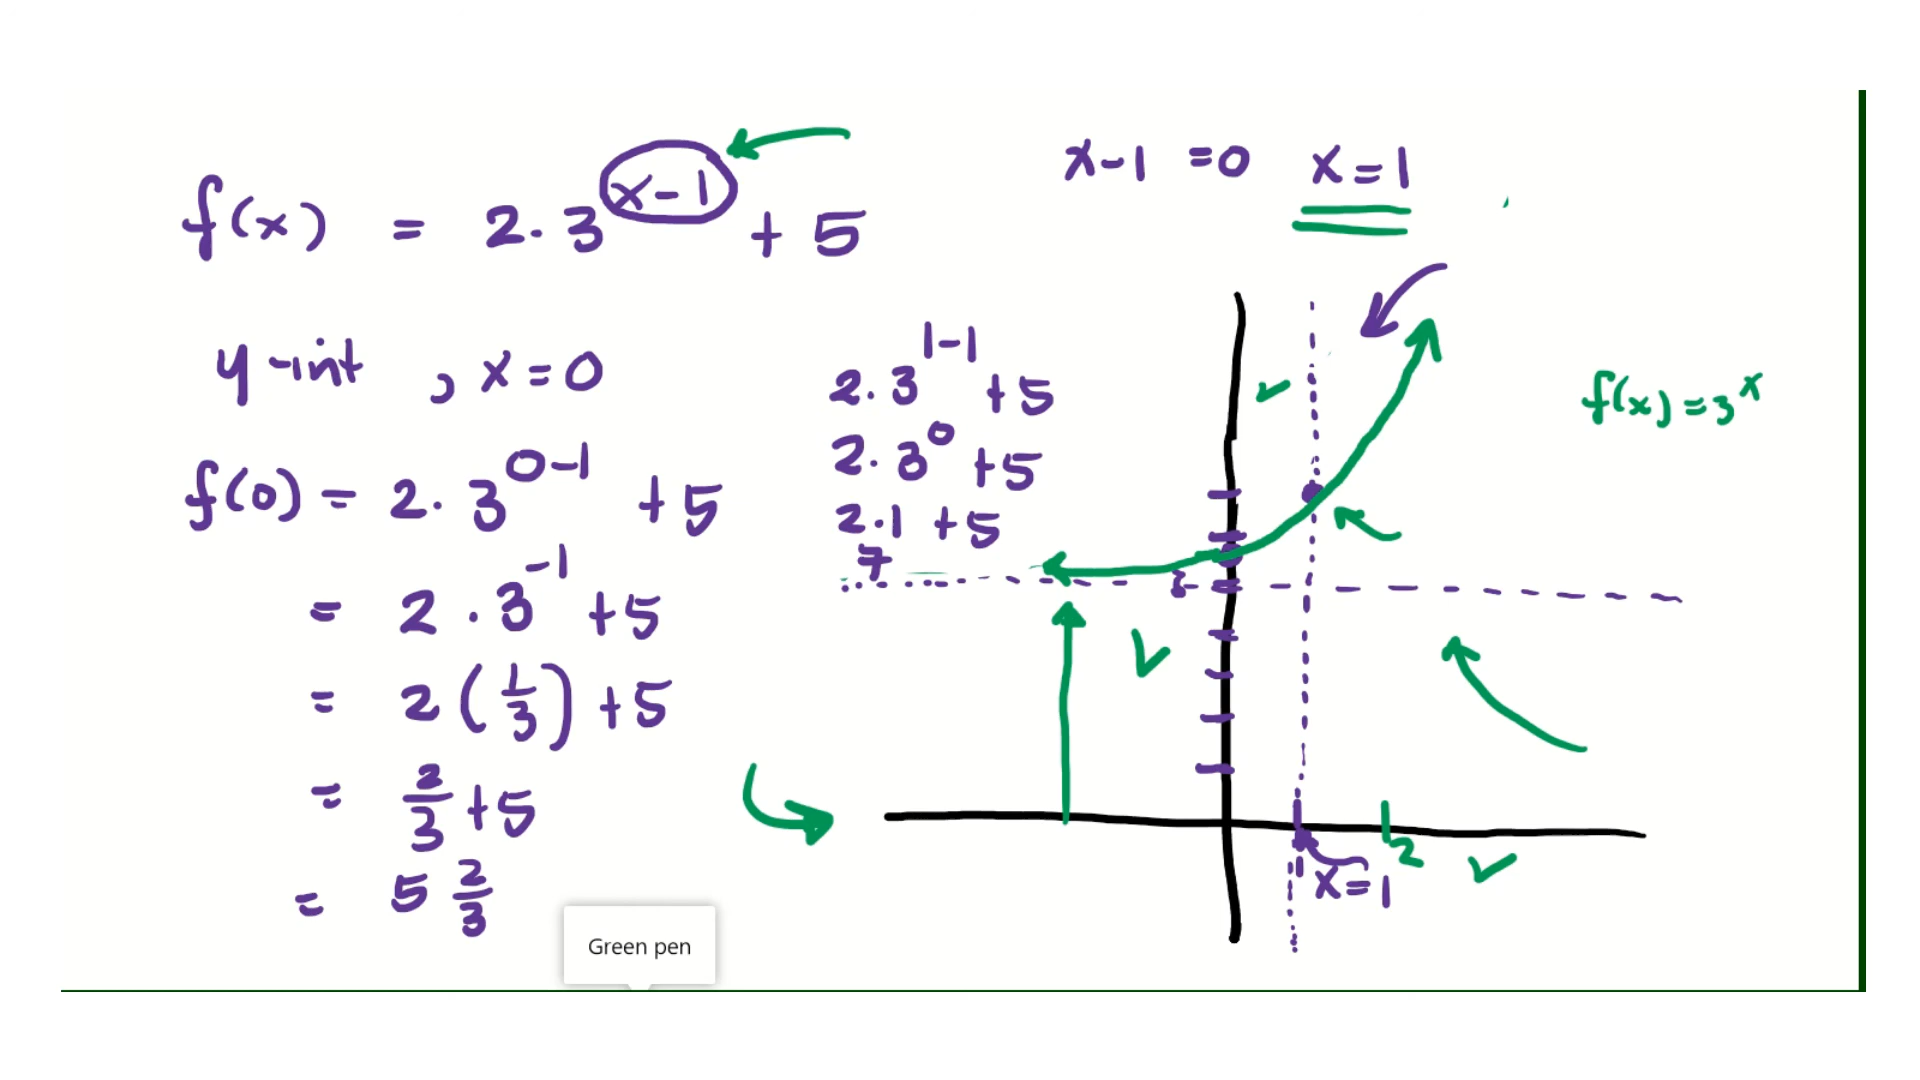 f(x) = 2·3^(x-1) + 5
x-1 =0 x=1
y-int , x=0
f(0) = 2·3^(0-1) +5
= 2·3^(-1) +5
= 2(1/3) +5
= 2/3 +5
= 5 2/3
2·3^(1-1) +5
2·3^0 +5
2·1 +5
7
f(x)=3^x
2
x=1
Green pen